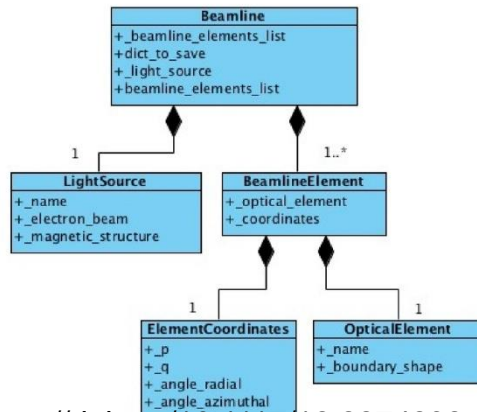 Beamline
+_beamline_elements_list
+dict_to_save
+_light_source
+beamline_elements_list
1
1..*
LightSource
+_name
+_electron_beam
+_magnetic_structure
BeamlineElement
+_optical_element
+_coordinates
1
1
ElementCoordinates
+_p
+_q
+_angle_radial
+_angle_azimuthal
OpticalElement
+_name
+_boundary_shape